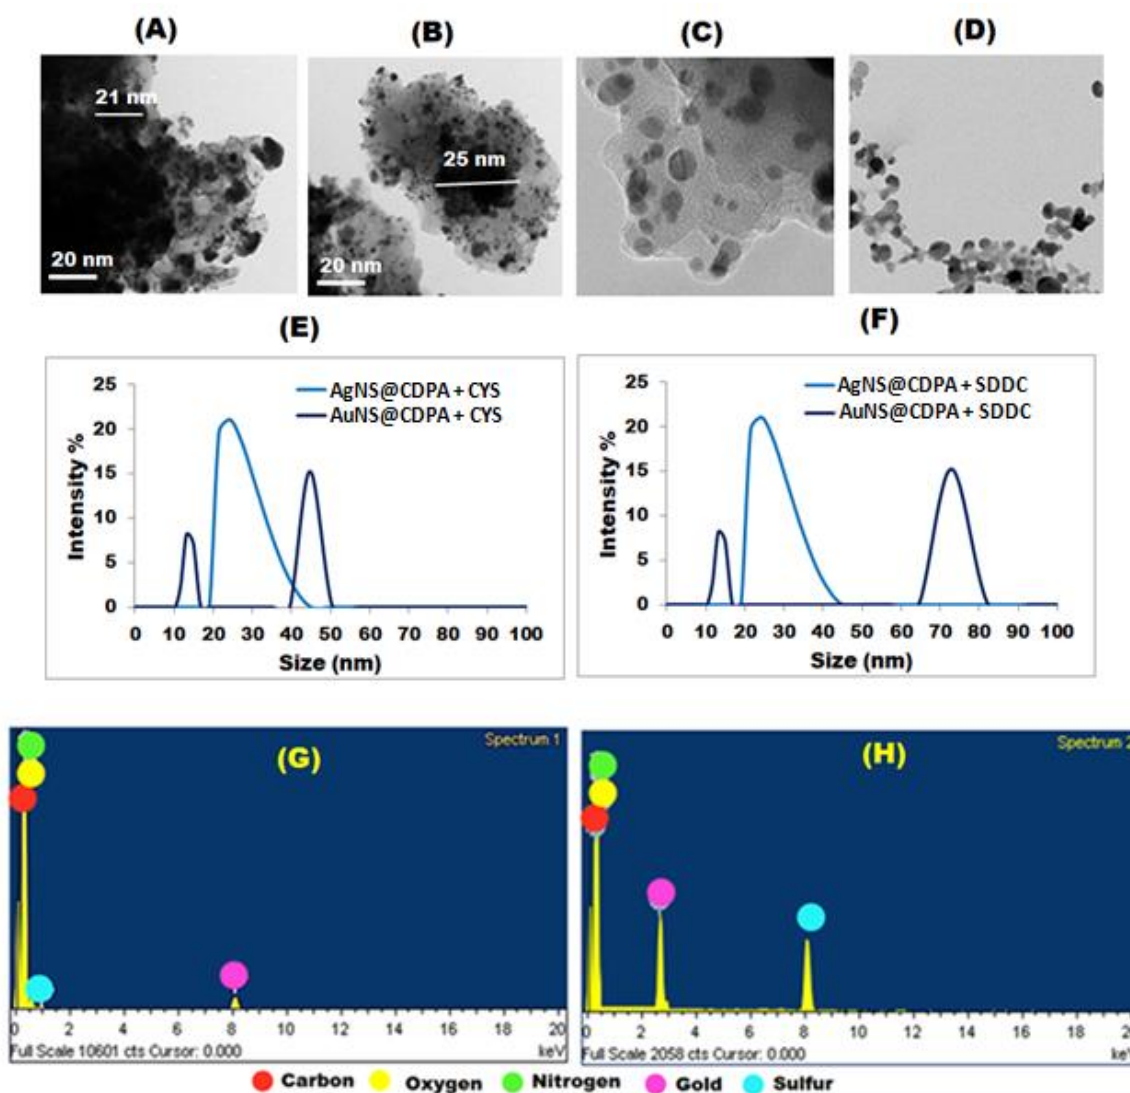 (A)
(B)
(C)
(D)
21 nm
20 nm
25 nm
20 nm
(E)
(F)
25
20
15
10
5
0
Intensity %
AgNS@CDPA + CYS
AuNS@CDPA + CYS
0 10 20 30 40 50 60 70 80 90 100
Size (nm)
25
20
15
10
5
0
Intensity %
AgNS@CDPA + SDDC
AuNS@CDPA + SDDC
0 10 20 30 40 50 60 70 80 90 100
Size (nm)
Spectrum 1
(G)
0 2 4 6 8 10 12 14 16 18 20
Full Scale 10601 cts Cursor: 0.000
keV
Spectrum 2
(H)
0 2 4 6 8 10 12 14 16 18 2
Full Scale 2058 cts Cursor: 0.000
keV
Carbon Oxygen Nitrogen Gold Sulfur